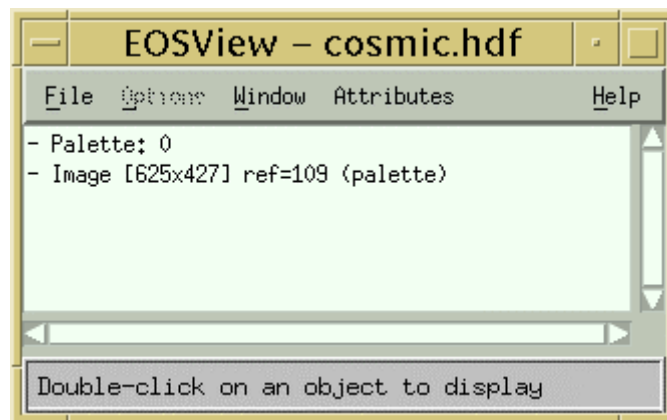 EOSView – cosmic.hdf
File Options Window Attributes Help
- Palette: 0
- Image [625x427] ref=109 (palette)
Double-click on an object to display